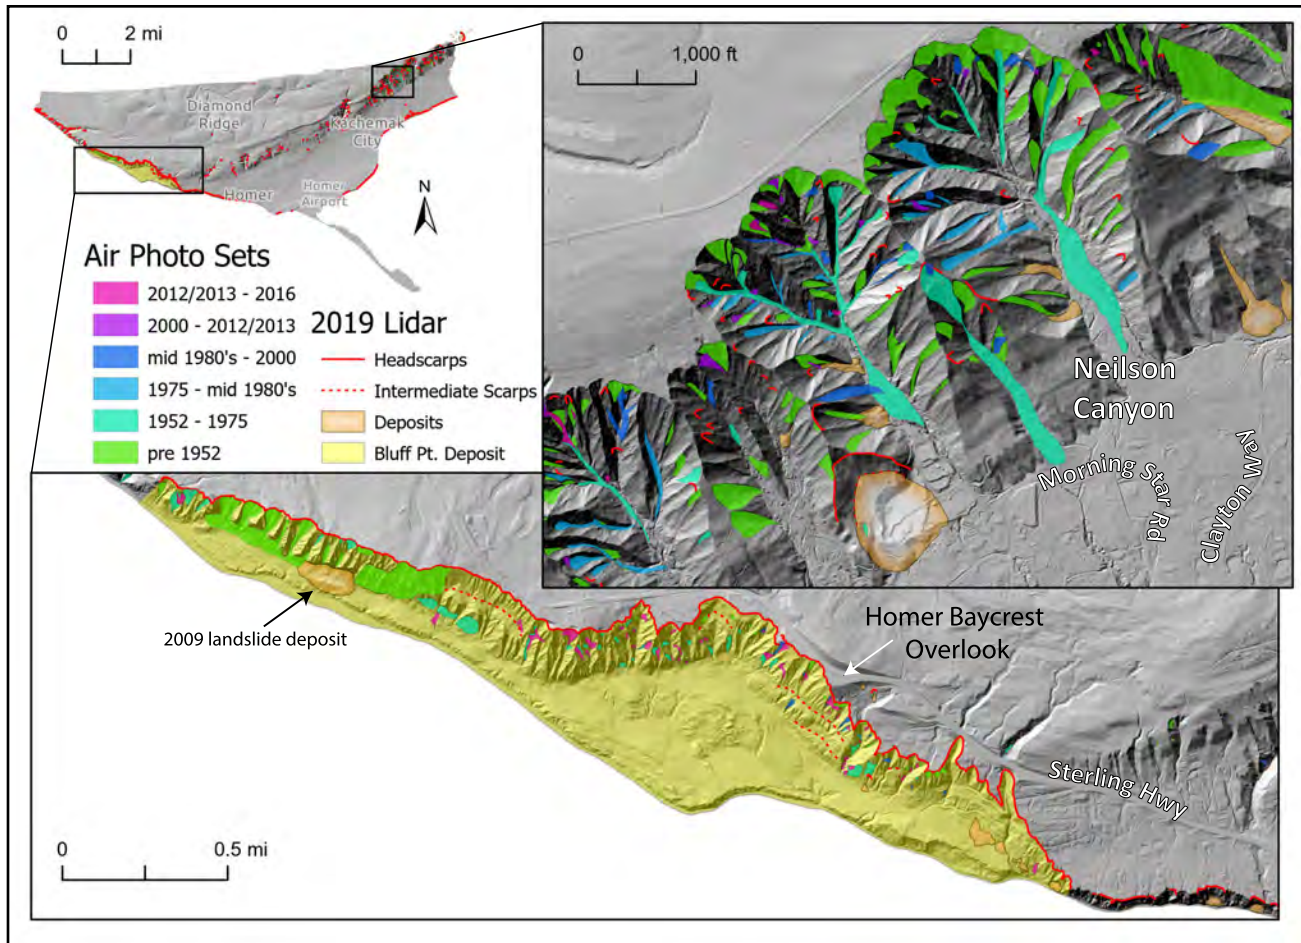 0 2 mi
Diamond
Ridge
Kachemak
City
Homer
Homer
Airport
N
Air Photo Sets
2012/2013 - 2016
2000 - 2012/2013
mid 1980's - 2000
1975 - mid 1980's
1952 - 1975
pre 1952
2019 Lidar
Headscarps
Intermediate Scarps
Deposits
Bluff Pt. Deposit
0 1,000 ft
Neilson
Canyon
Morning Star Rd
Clayton Way
2009 landslide deposit
Homer Baycrest
Overlook
Sterling Hwy
0 0.5 mi